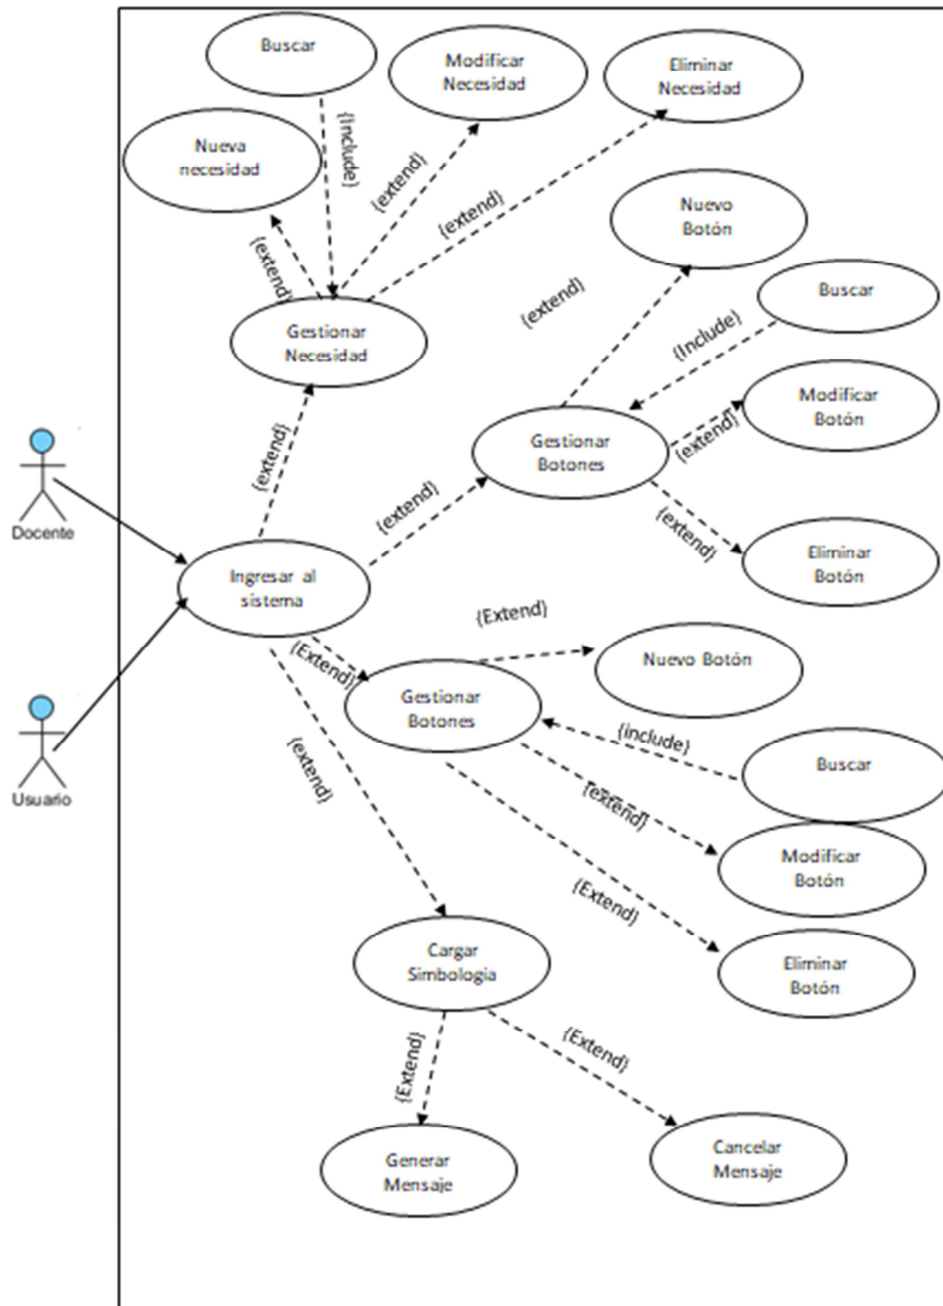 Buscar
Modificar
Necesidad
Eliminar
Necesidad
{Include}
Nueva
necesidad
{extend}
{extend}
{extend}
Nuevo
Botón
{extend}
Buscar
Gestionar
Necesidad
{Include}
Modificar
Botón
{extend}
Gestionar
Botones
{extend}
{extend}
{extend}
Docente
Eliminar
Botón
Ingresar al
sistema
{Extend}
Nuevo Botón
{Extend}
Gestionar
Botones
{include}
Buscar
{extend}
Usuario
{extend}
Modificar
Botón
{Extend}
Cargar
Simbología
Eliminar
Botón
{Extend}
{Extend}
Generar
Mensaje
Cancelar
Mensaje